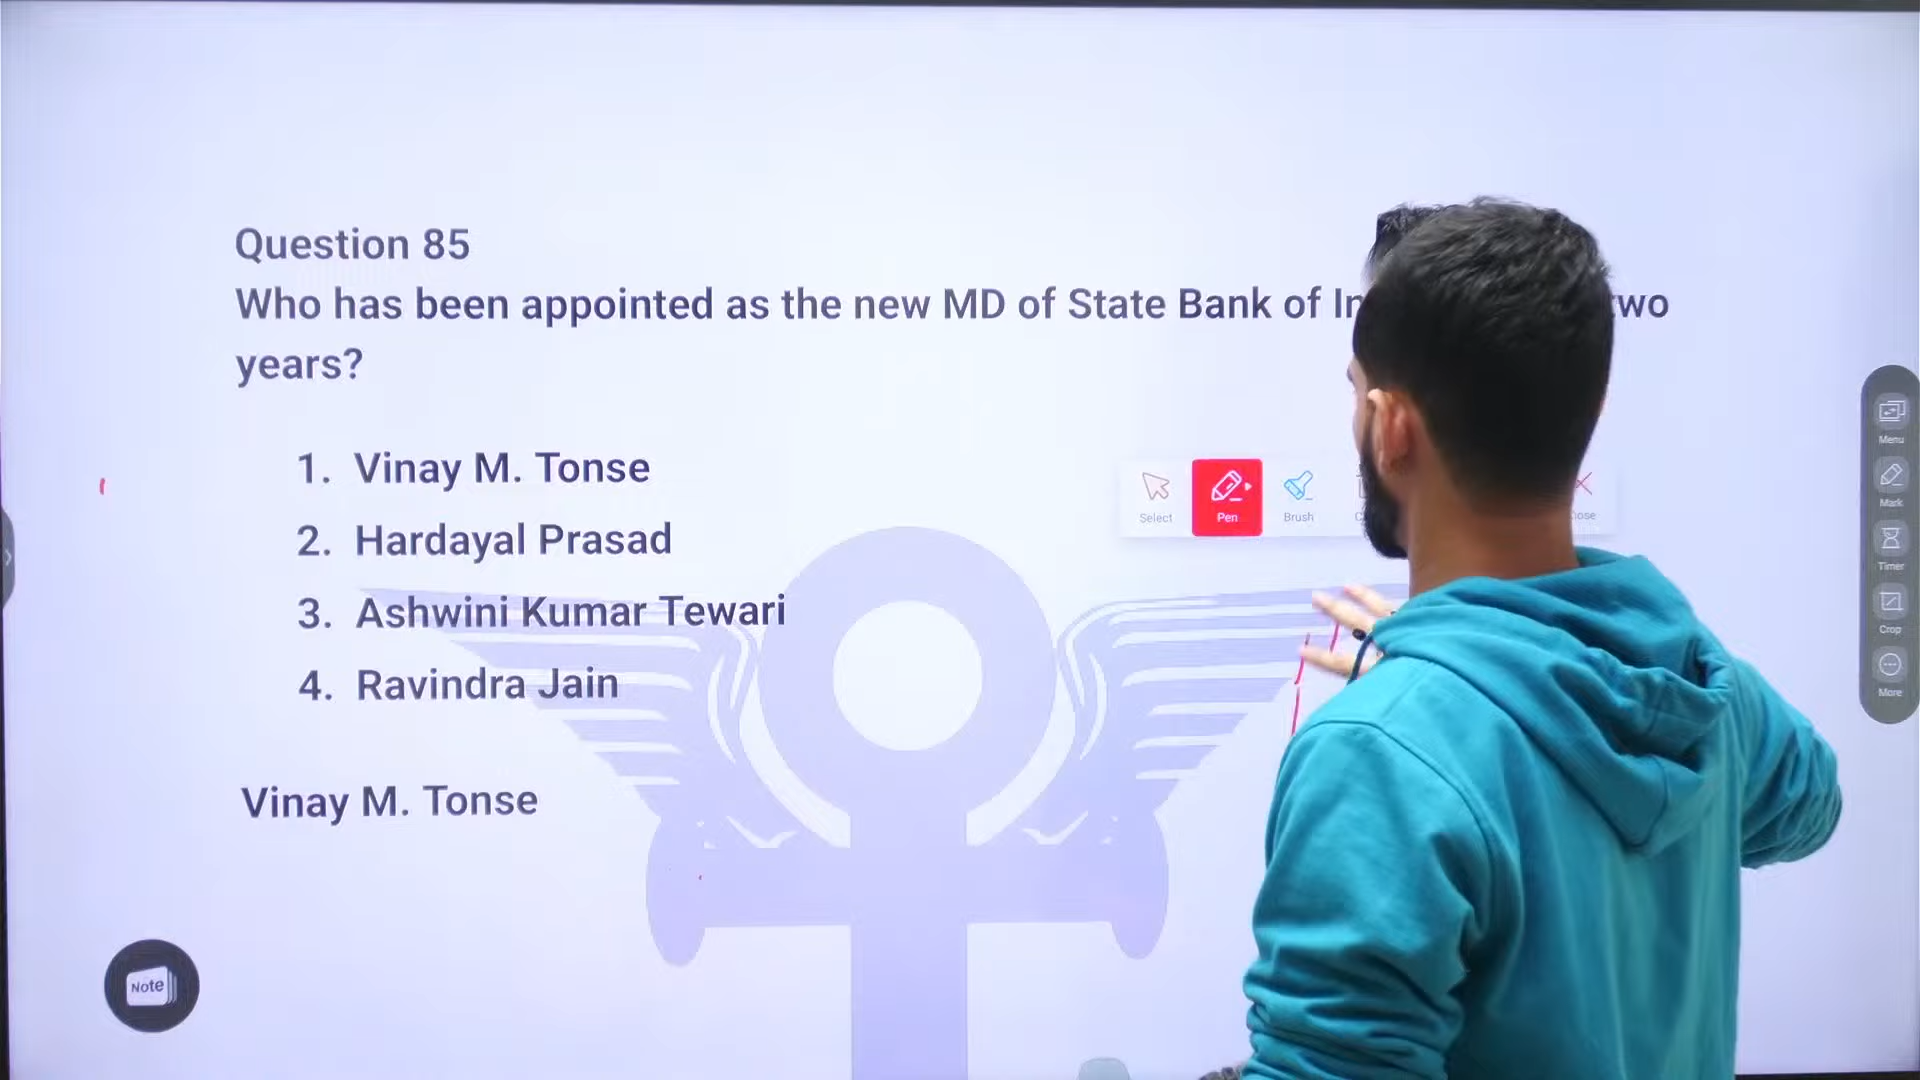 Question 85
Who has been appointed as the new MD of State Bank of two
years?
1. Vinay M. Tonse
2. Hardayal Prasad
3. Ashwini Kumar Tewari
4. Ravindra Jain
Vinay M. Tonse
Select
Pen
Brush
Menu
Mark
Timer
Crop
More
Note